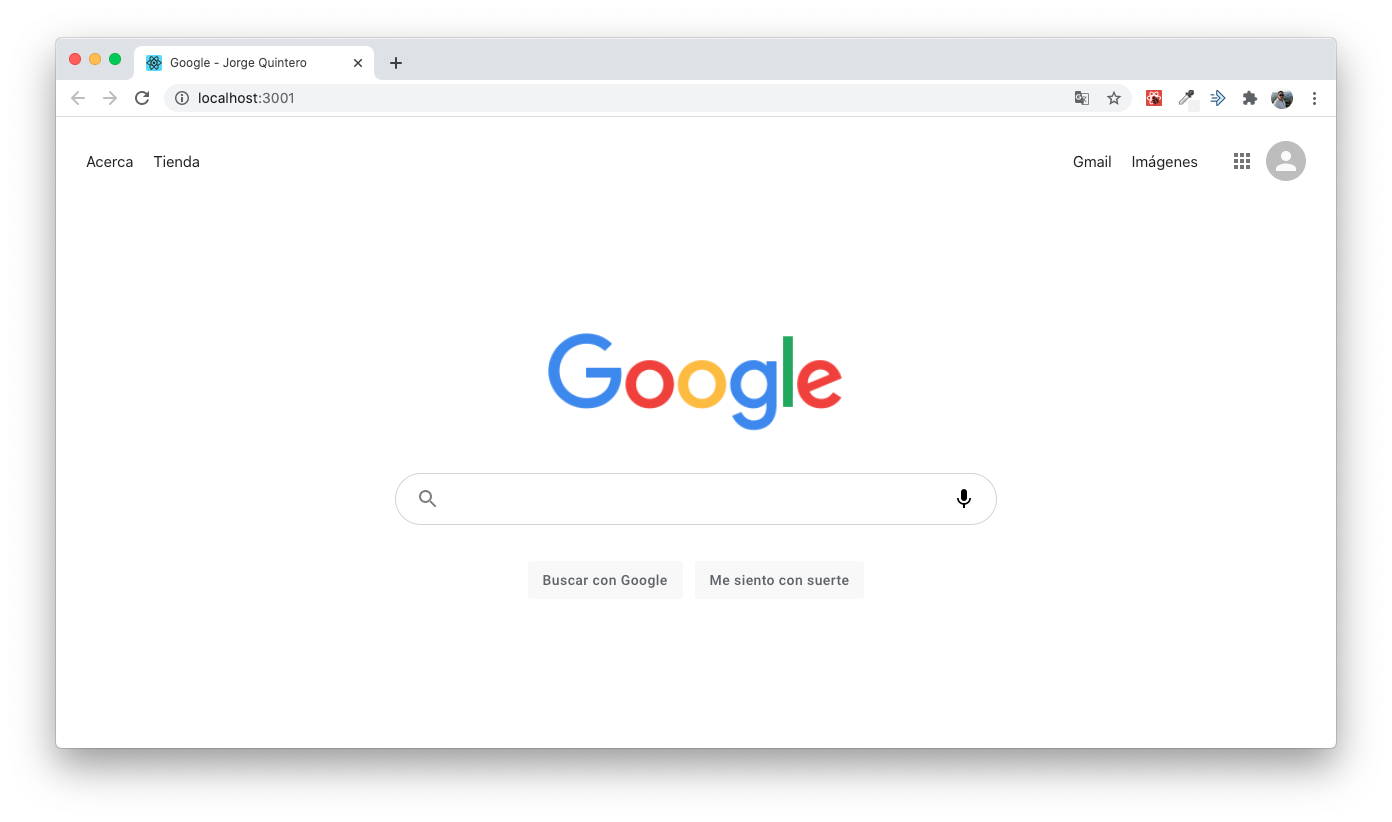 Google - Jorge Quintero
localhost:3001
Acerca Tienda Gmail Imágenes
Google
Buscar con Google Me siento con suerte